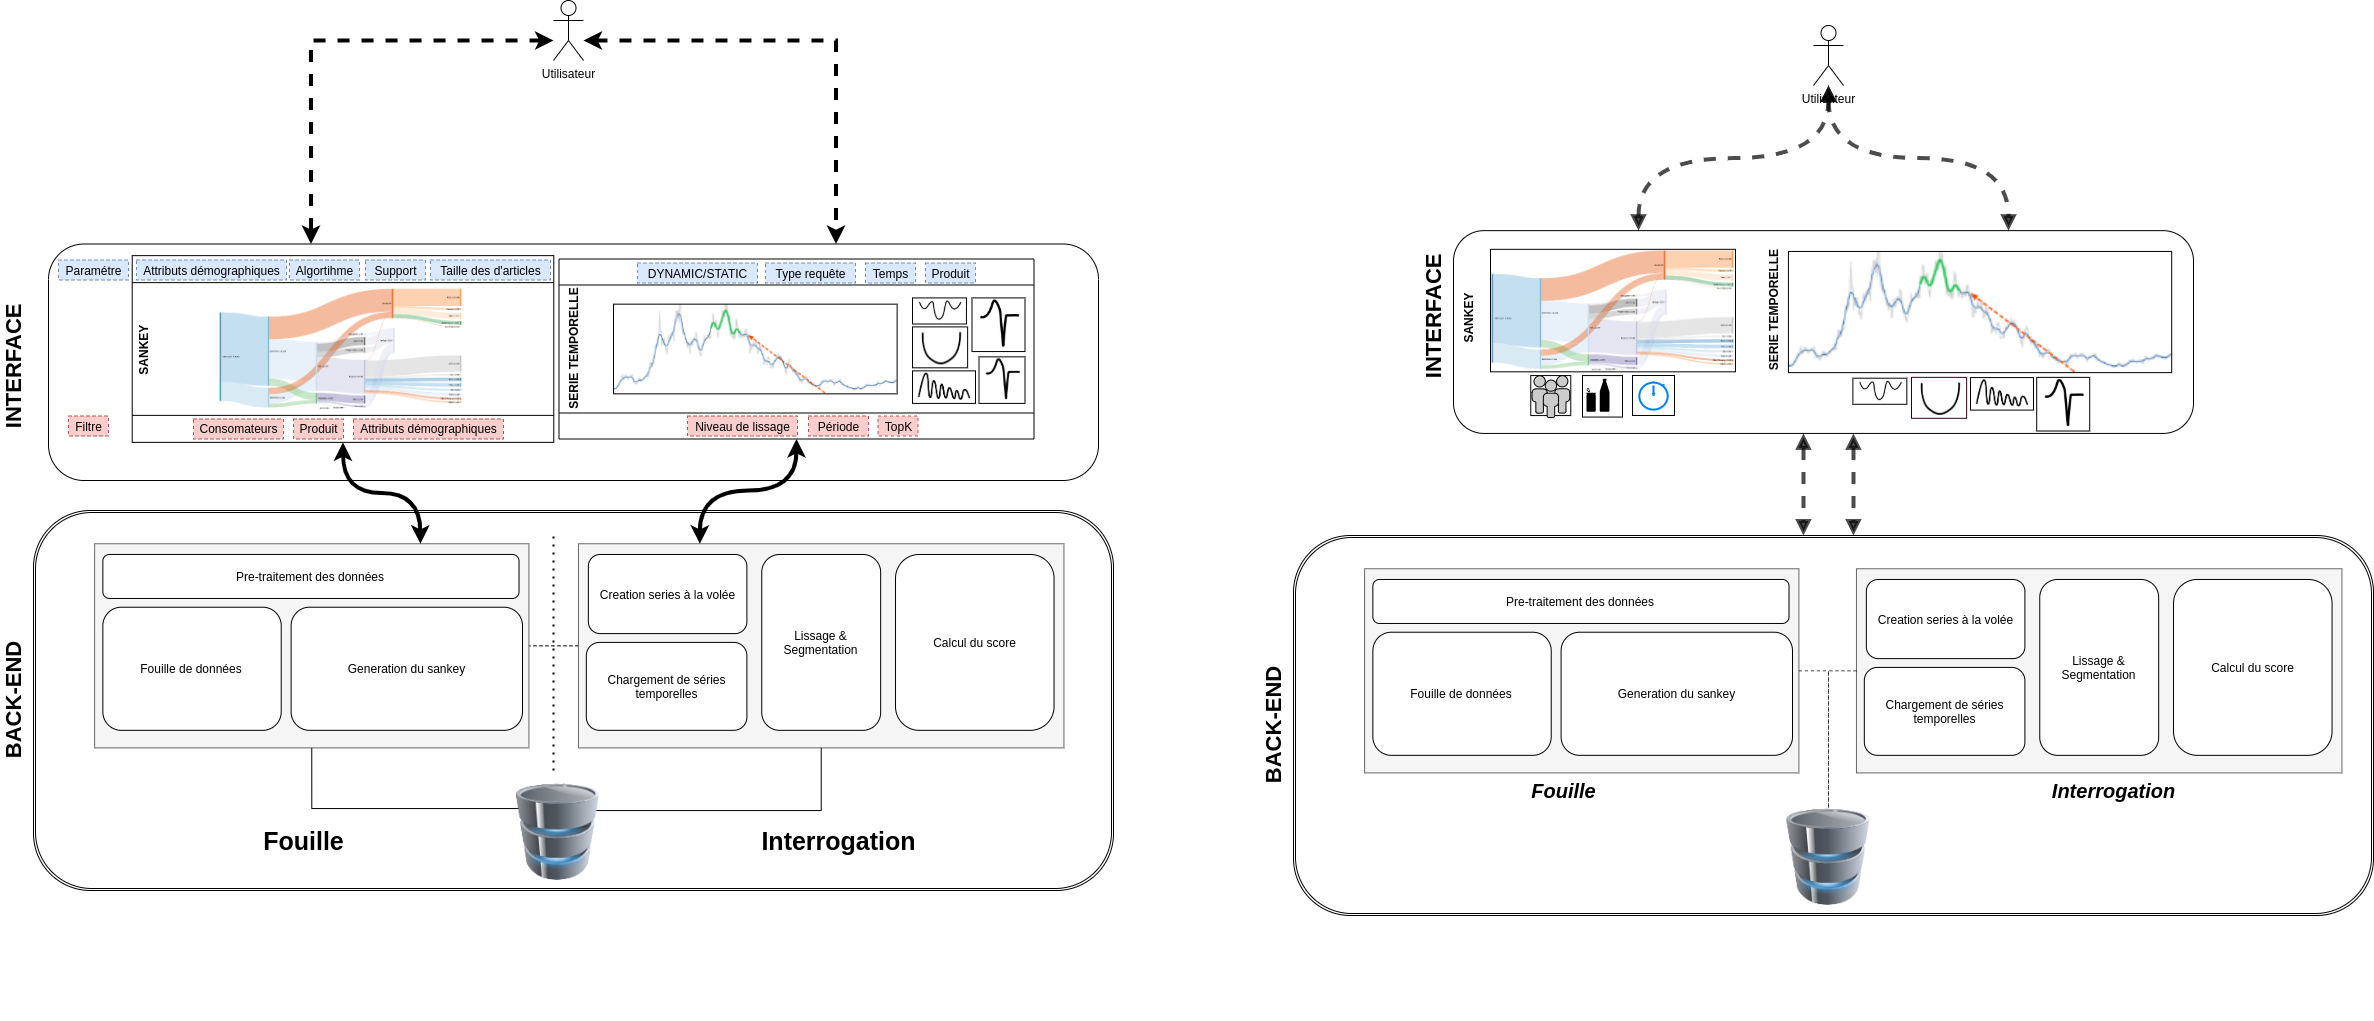 Utilisateur
INTERFACE
Paramétre
Attributs démographiques
Algortihme
Support
Taille des d'articles
SANKEY
Filtre
Consomateurs
Produit
Attributs démographiques
DYNAMIC/STATIC
Type requête
Temps
Produit
SERIE TEMPORELLE
Niveau de lissage
Période
TopK
BACK-END
Pre-traitement des données
Fouille de données
Generation du sankey
Creation series à la volée
Chargement de séries
temporelles
Lissage &
Segmentation
Calcul du score
Fouille
Interrogation
Utilisateur
INTERFACE
SANKEY
SERIE TEMPORELLE
BACK-END
Pre-traitement des données
Fouille de données
Generation du sankey
Creation series à la volée
Chargement de séries
temporelles
Lissage &
Segmentation
Calcul du score
Fouille
Interrogation